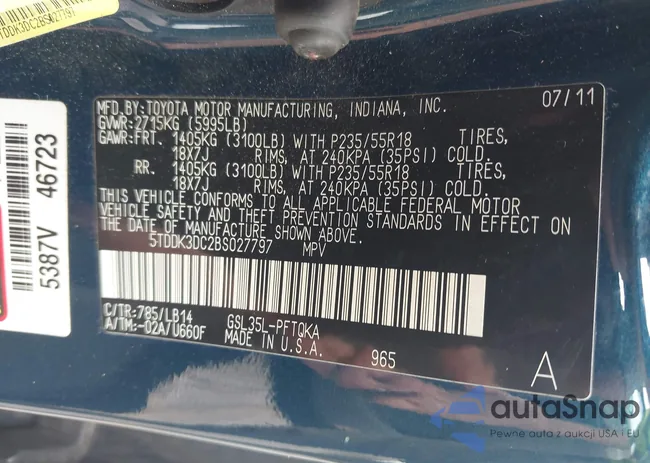 5TDDK3DC2BS027797
5387V 46723
MFD.BY:TOYOTA MOTOR MANUFACTURING, INDIANA, INC. 07/11
GVWR:2715KG (5995LB)
GAWR:FRT. 1405KG (3100LB) WITH P235/55R18 TIRES,
18X7J RIMS, AT 240KPA (35PSI) COLD.
RR. 1405KG (3100LB) WITH P235/55R18 TIRES,
18X7J RIMS, AT 240KPA (35PSI) COLD.
THIS VEHICLE CONFORMS TO ALL APPLICABLE FEDERAL MOTOR
VEHICLE SAFETY AND THEFT PREVENTION STANDARDS IN EFFECT ON
THE DATE OF MANUFACTURE SHOWN ABOVE.
5TDDK3DC2BS027797 MPV
C/TR:785/LB14 GSL35L-PFTQKA
A/TM:-02A/U660F MADE IN U.S.A. 965
A
autaSnap
Pewne auta z aukcji USA i EU